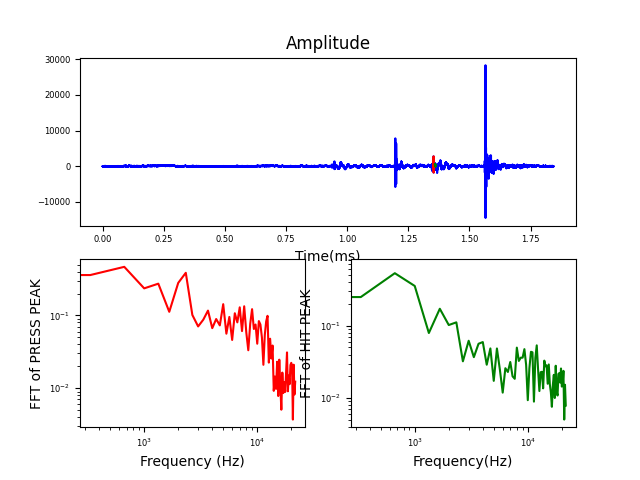 Amplitude
30000
20000
10000
0
−10000
0.00 0.25 0.50 0.75 1.00 1.25 1.50 1.75
Time(ms)
FFT of PRESS PEAK
10⁻¹
10⁻²
10³ 10⁴
Frequency (Hz)
FFT of HIT PEAK
10⁻¹
10⁻²
10³ 10⁴
Frequency(Hz)